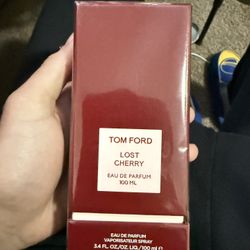 TOM FORD
LOST
CHERRY
EAU DE PARFUM
100 ML
EAU DE PARFUM
VAPORISATEUR SPRAY
3.4 FL.OZ./OZ. LIQ./100 ml ℮